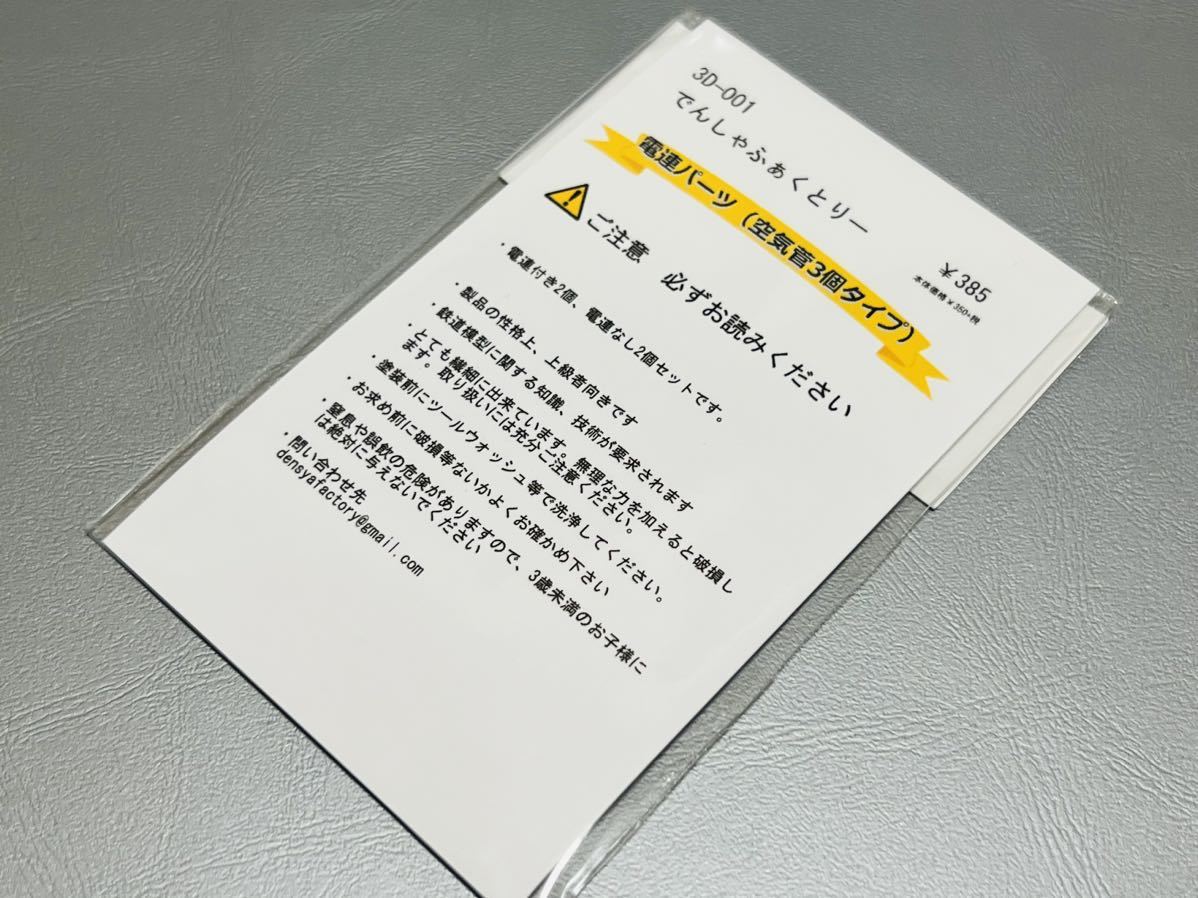 3D-001
でんしゃふぁくとりー
電連パーツ（空気菅3個タイプ）
￥385
本体価格￥350+税
ご注意 必ずお読みください
・電連付き2個、電連なし2個セットです。
・製品の性格上、上級者向きです
鉄道模型に関する知識、技術が要求されます
・とても繊細に出来ています。無理な力を加えると破損し
ます。取り扱いには充分ご注意ください。
・塗装前にツールウォッシュ等で洗浄してください。
・お求め前に破損等ないかよくお確かめ下さい
・窒息や誤飲の危険がありますので、3歳未満のお子様に
は絶対に与えないでください
・問い合わせ先
densyafactory@gmail.com